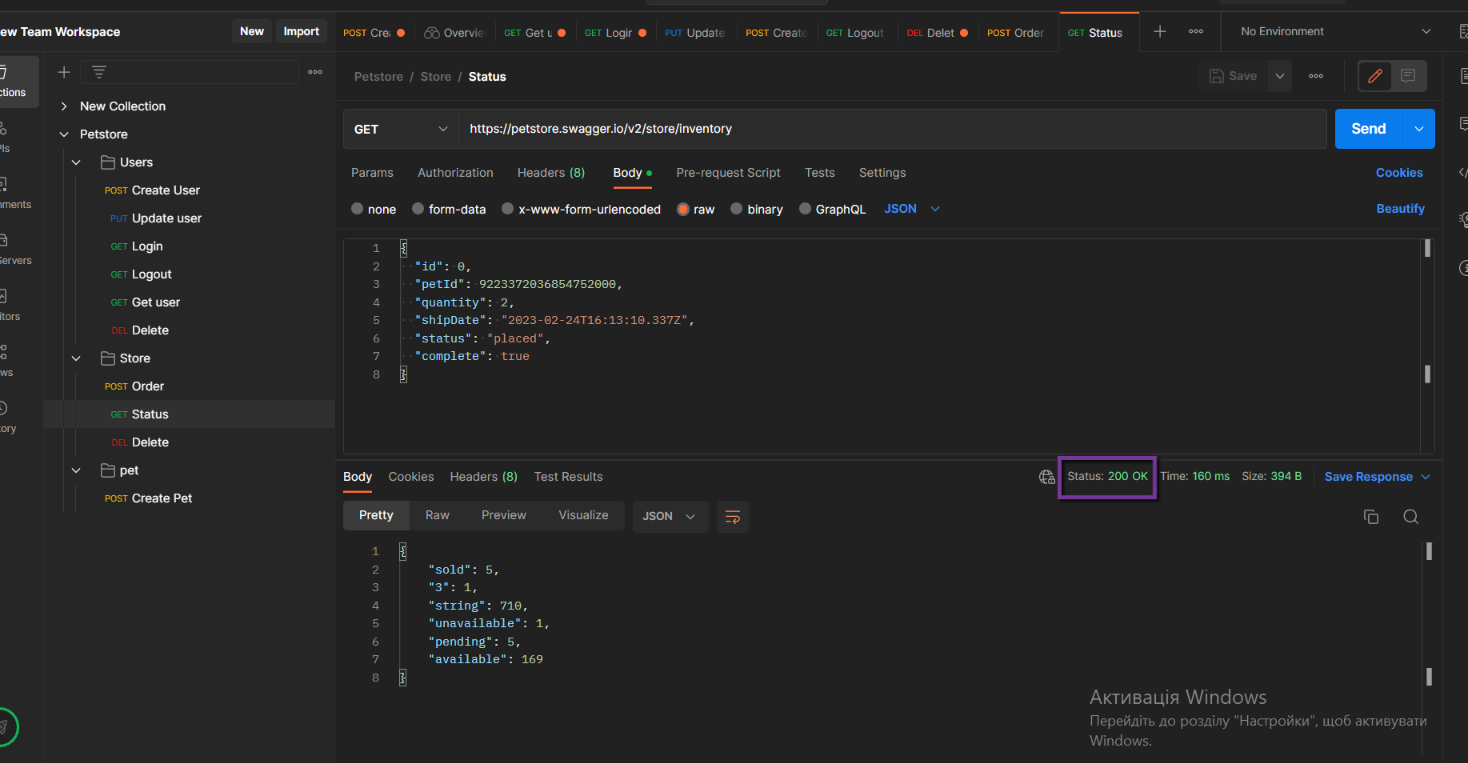 ew Team Workspace
New
Import
POST Cre
Overvie
GET Get u
GET Logir
PUT Update
POST Create
GET Logout
DEL Delet
POST Order
GET Status
No Environment
ctions
Petstore / Store / Status
Save
New Collection
Petstore
GET
https://petstore.swagger.io/v2/store/inventory
Send
Users
POST Create User
PUT Update user
GET Login
GET Logout
GET Get user
DEL Delete
Store
POST Order
GET Status
DEL Delete
pet
POST Create Pet
PIs
nments
Servers
itors
ws
tory
Params
Authorization
Headers (8)
Body
Pre-request Script
Tests
Settings
Cookies
none
form-data
x-www-form-urlencoded
raw
binary
GraphQL
JSON
Beautify
1 {
2 "id": 0,
3 "petId": 9223372036854752000,
4 "quantity": 2,
5 "shipDate": "2023-02-24T16:13:10.337Z",
6 "status": "placed",
7 "complete": true
8 }
Body
Cookies
Headers (8)
Test Results
Status: 200 OK
Time: 160 ms
Size: 394 B
Save Response
Pretty
Raw
Preview
Visualize
JSON
1 {
2 "sold": 5,
3 "3": 1,
4 "string": 710,
5 "unavailable": 1,
6 "pending": 5,
7 "available": 169
8 }
Активація Windows
Перейдіть до розділу "Настройки", щоб активувати
Windows.